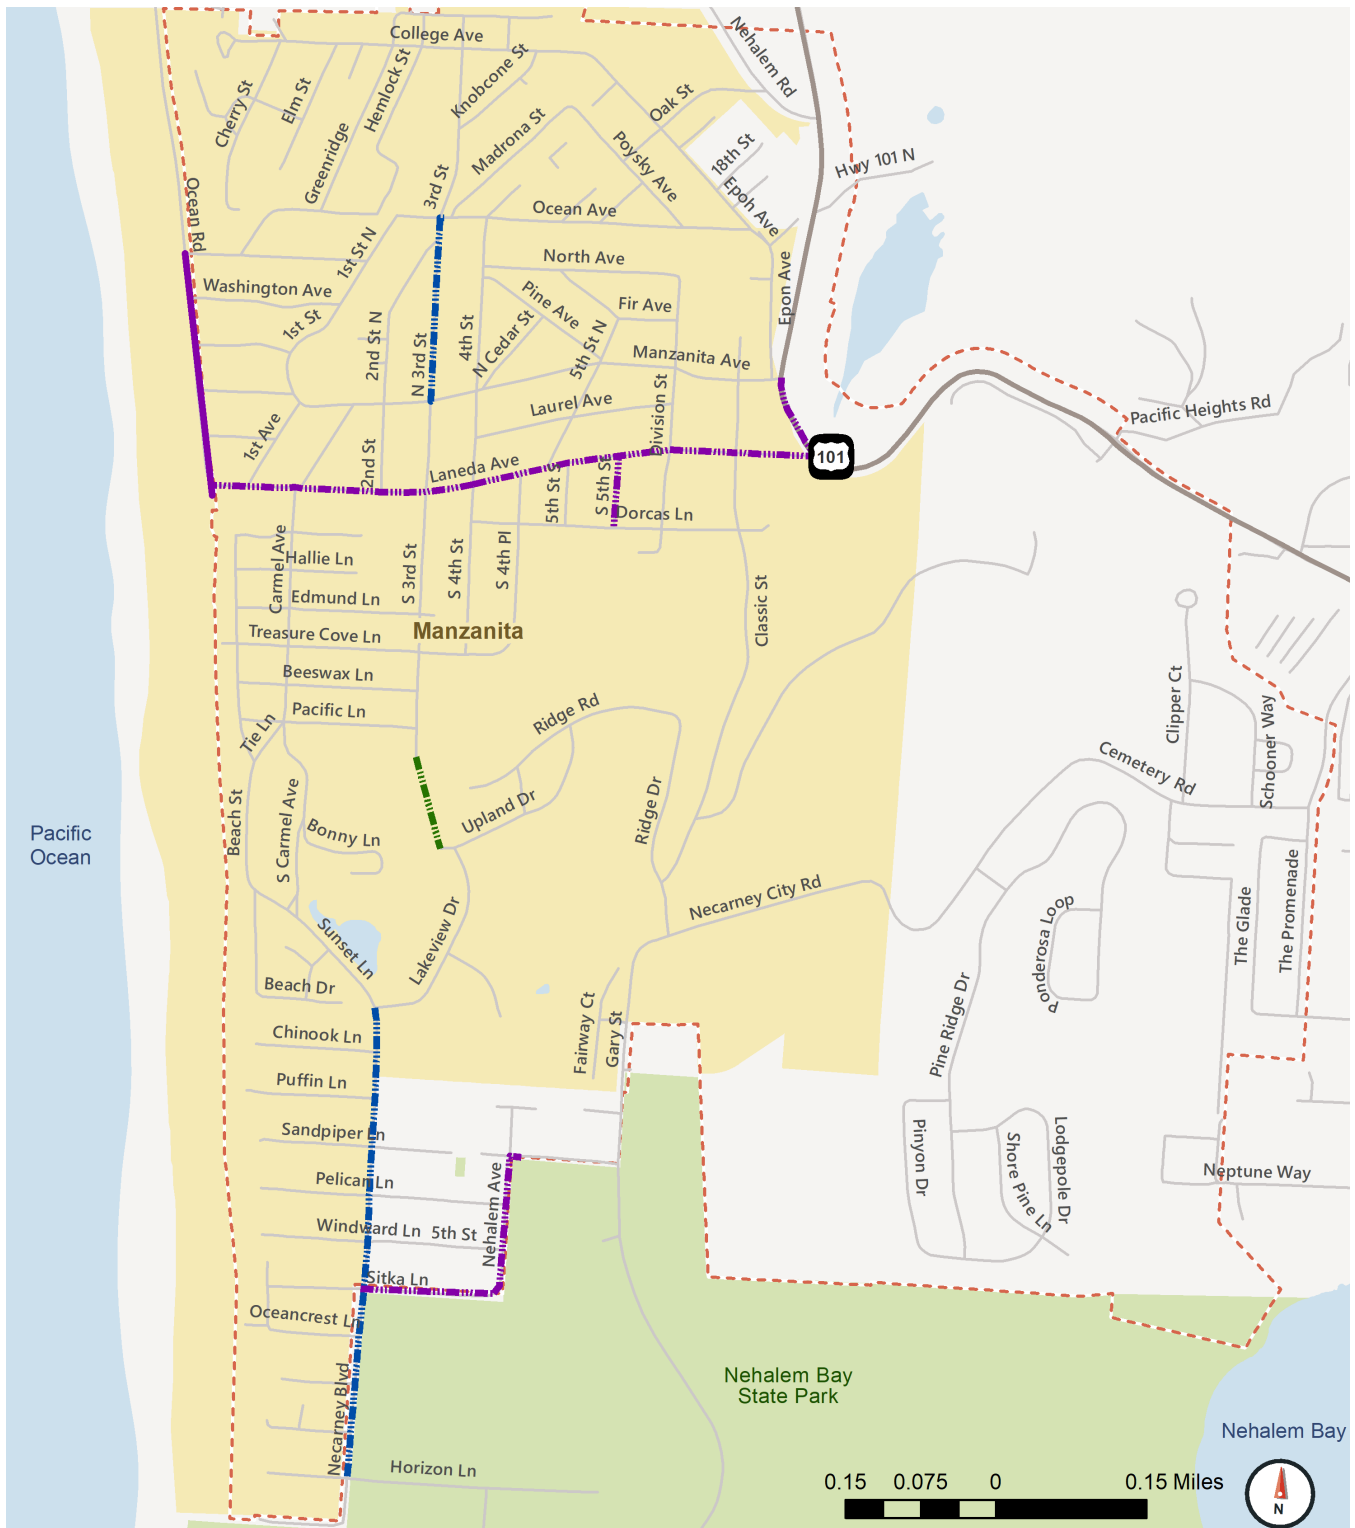 College Ave
Nehalem Rd
Knobcone St
Hemlock St
Cherry St
Elm St
Oak St
Madrona St
Poysky Ave
18th St
Hwy 101 N
Greenridge
3rd St
Epoh Ave
Ocean Rd
Ocean Ave
1st St N
North Ave
Epon Ave
Washington Ave
Pine Ave
Fir Ave
1st St
2nd St N
N 3rd St
4th St
N Cedar St
5th St N
Manzanita Ave
Division St
Laurel Ave
Pacific Heights Rd
1st Ave
2nd St
Laneda Ave
101
5th St S
S 5th St
Dorcas Ln
Carmel Ave
Hallie Ln
S 3rd St
S 4th St
S 4th Pl
Edmund Ln
Classic St
Manzanita
Treasure Cove Ln
Beeswax Ln
Pacific Ln
Tie Ln
Ridge Rd
Clipper Ct
Schooner Way
Cemetery Rd
Beach St
S Carmel Ave
Bonny Ln
Upland Dr
Ridge Dr
Pacific
Ocean
Necarney City Rd
The Glade
The Promenade
Ponderosa Loop
Sunset Ln
Lakeview Dr
Beach Dr
Chinook Ln
Fairway Ct
Gary St
Pine Ridge Dr
Puffin Ln
Sandpiper Ln
Pinyon Dr
Shore Pine Ln
Lodgepole Dr
Pelican Ln
Neptune Way
Nehalem Ave
Windward Ln
5th St
Sitka Ln
Oceancrest Ln
Necarney Blvd
Nehalem Bay
State Park
Nehalem Bay
Horizon Ln
0.15 0.075 0 0.15 Miles
N